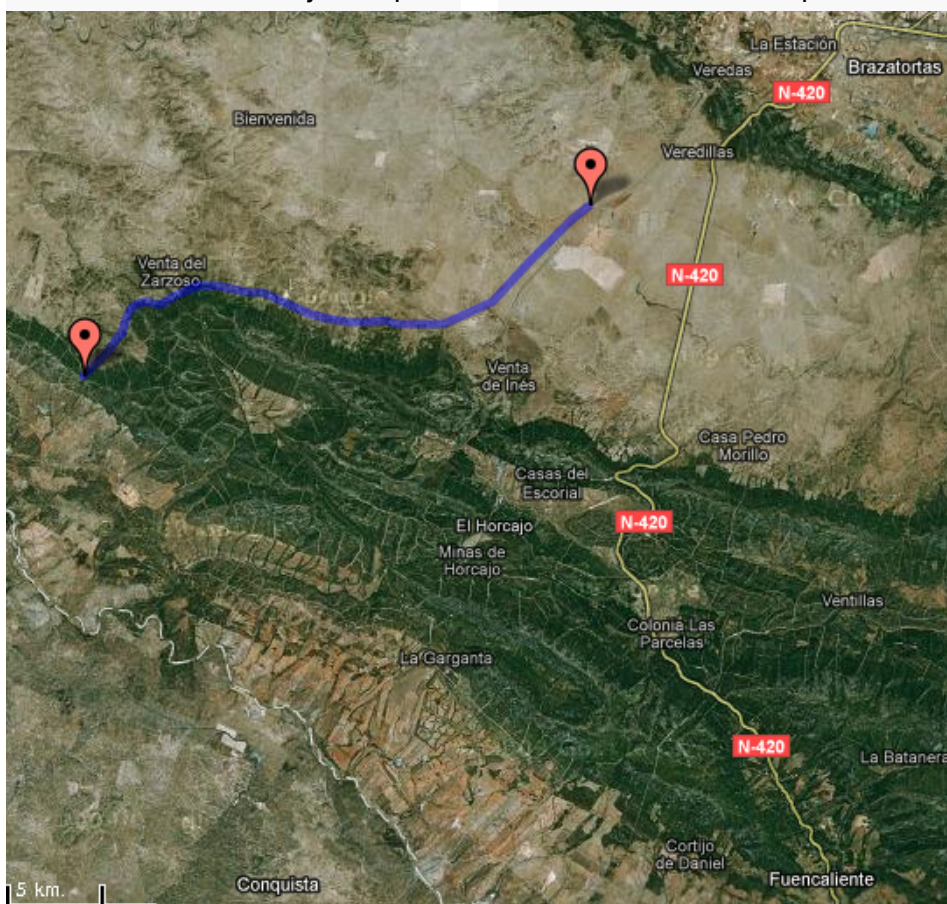 La Estación
Brazatortas
Veredas
N-420
Bienvenida
Veredillas
Venta del
Zarzoso
N-420
Venta
de Inés
Casa Pedro
Morillo
Casas del
Escorial
El Horcajo
N-420
Minas de
Horcajo
Ventillas
Colonia Las
Parcelas
La Garganta
N-420
La Batanera
Cortijo
de Daniel
Fuencaliente
Conquista
5 km.